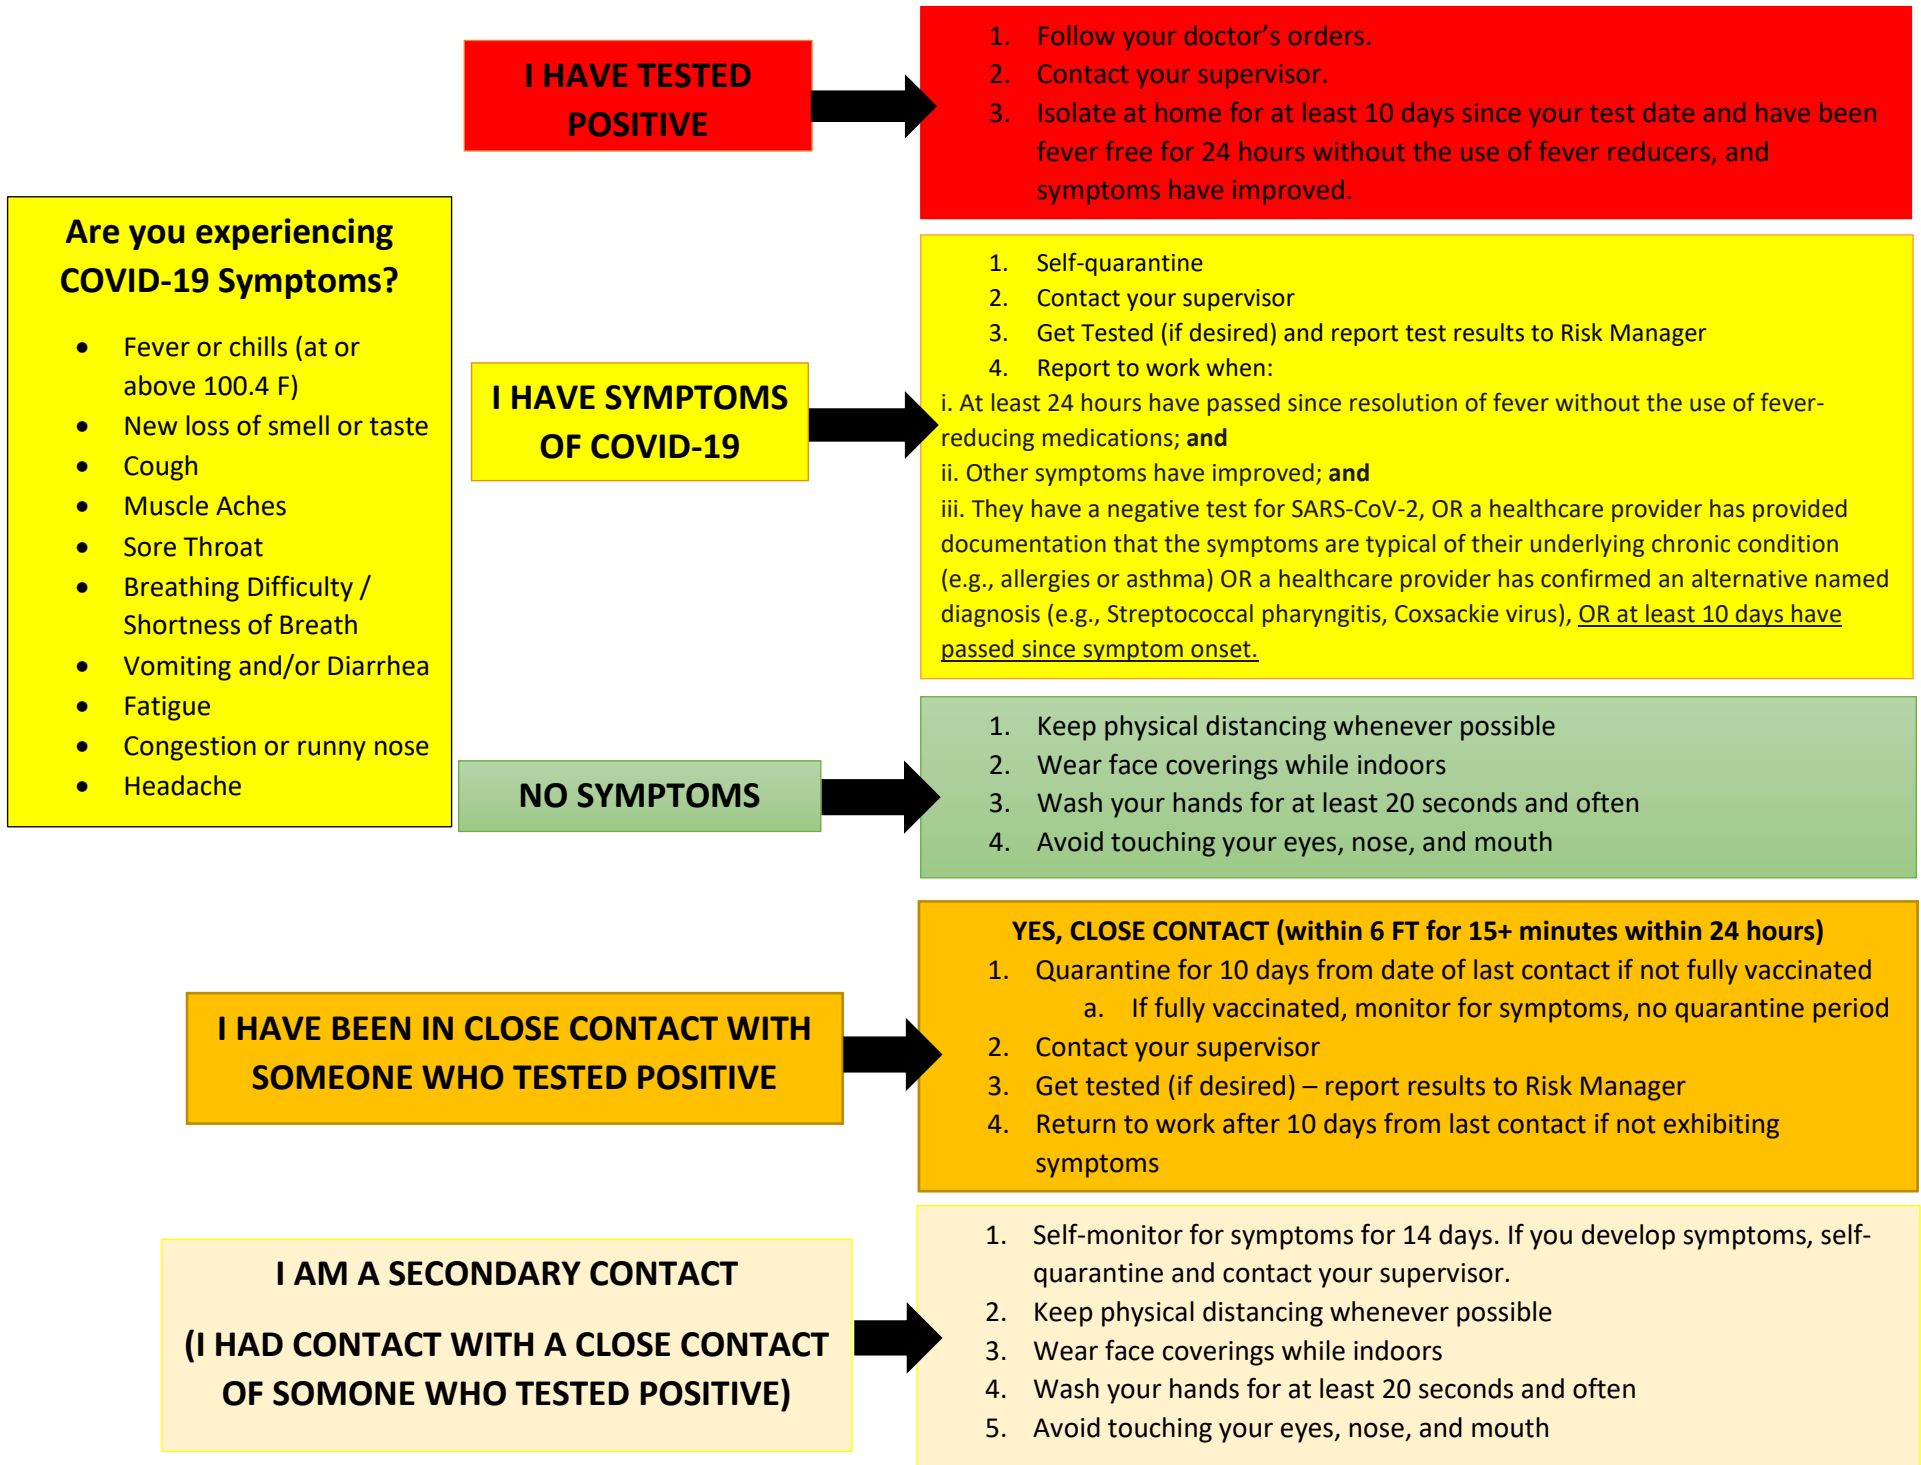 I HAVE TESTED
POSITIVE
1. Follow your doctor’s orders.
2. Contact your supervisor.
3. Isolate at home for at least 10 days since your test date and have been
fever free for 24 hours without the use of fever reducers, and
symptoms have improved.
Are you experiencing
COVID-19 Symptoms?
• Fever or chills (at or
above 100.4 F)
• New loss of smell or taste
• Cough
• Muscle Aches
• Sore Throat
• Breathing Difficulty /
Shortness of Breath
• Vomiting and/or Diarrhea
• Fatigue
• Congestion or runny nose
• Headache
I HAVE SYMPTOMS
OF COVID-19
1. Self-quarantine
2. Contact your supervisor
3. Get Tested (if desired) and report test results to Risk Manager
4. Report to work when:
i. At least 24 hours have passed since resolution of fever without the use of fever-
reducing medications; and
ii. Other symptoms have improved; and
iii. They have a negative test for SARS-CoV-2, OR a healthcare provider has provided
documentation that the symptoms are typical of their underlying chronic condition
(e.g., allergies or asthma) OR a healthcare provider has confirmed an alternative named
diagnosis (e.g., Streptococcal pharyngitis, Coxsackie virus), OR at least 10 days have
passed since symptom onset.
NO SYMPTOMS
1. Keep physical distancing whenever possible
2. Wear face coverings while indoors
3. Wash your hands for at least 20 seconds and often
4. Avoid touching your eyes, nose, and mouth
I HAVE BEEN IN CLOSE CONTACT WITH
SOMEONE WHO TESTED POSITIVE
YES, CLOSE CONTACT (within 6 FT for 15+ minutes within 24 hours)
1. Quarantine for 10 days from date of last contact if not fully vaccinated
a. If fully vaccinated, monitor for symptoms, no quarantine period
2. Contact your supervisor
3. Get tested (if desired) – report results to Risk Manager
4. Return to work after 10 days from last contact if not exhibiting
symptoms
I AM A SECONDARY CONTACT
(I HAD CONTACT WITH A CLOSE CONTACT
OF SOMONE WHO TESTED POSITIVE)
1. Self-monitor for symptoms for 14 days. If you develop symptoms, self-
quarantine and contact your supervisor.
2. Keep physical distancing whenever possible
3. Wear face coverings while indoors
4. Wash your hands for at least 20 seconds and often
5. Avoid touching your eyes, nose, and mouth